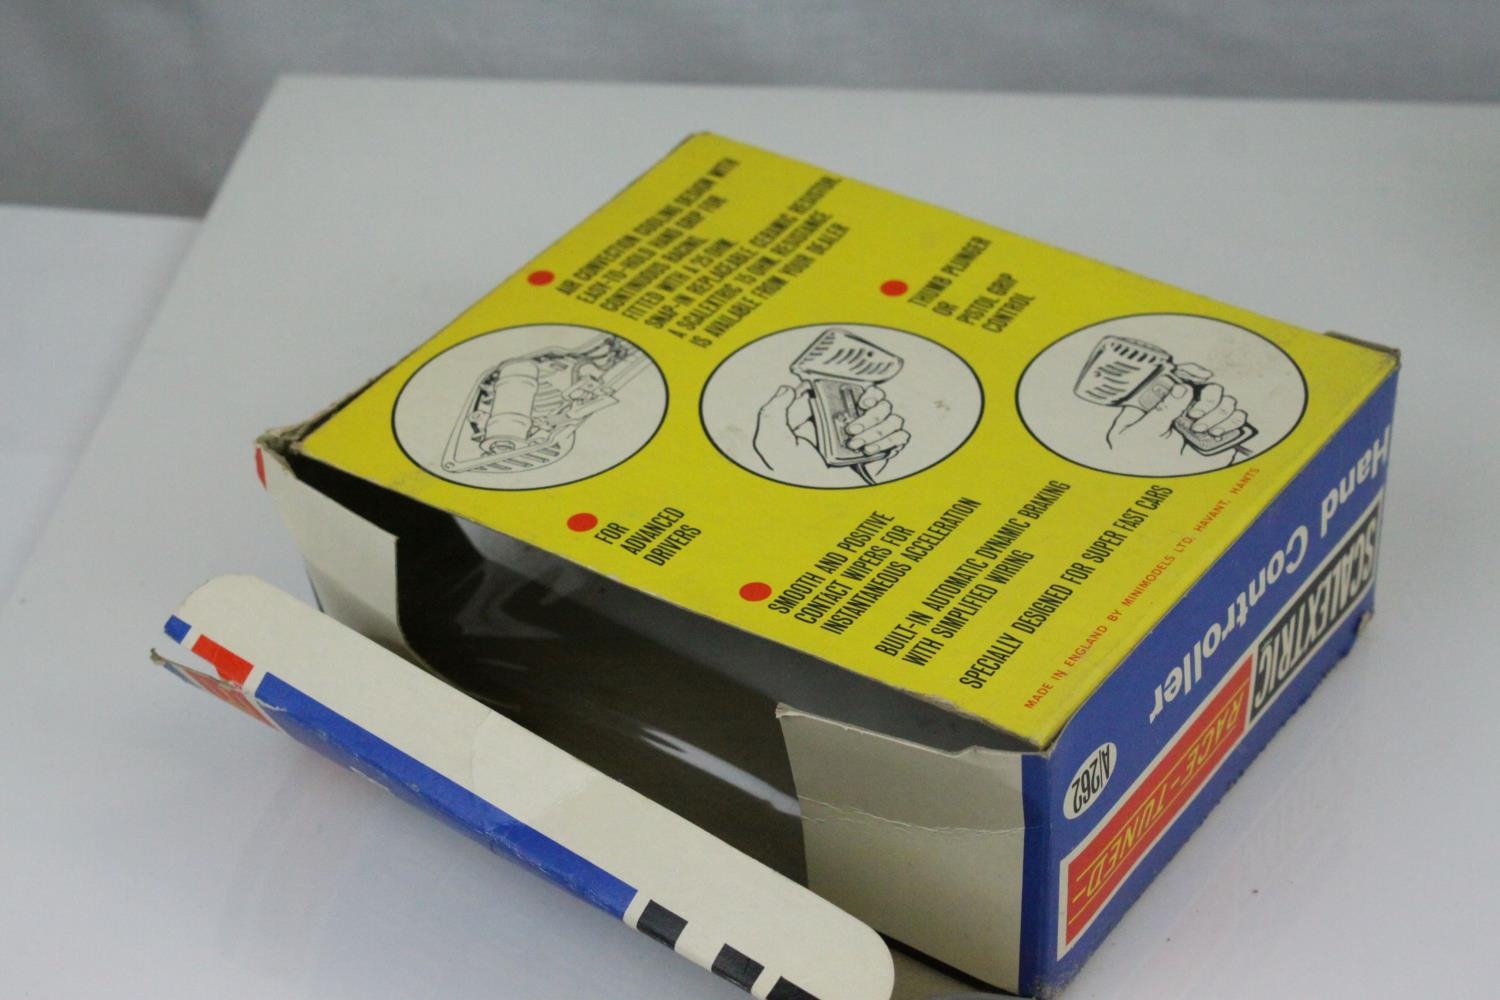 AIR CONVECTION COOLING DESIGN WITH
EASY-TO-HOLD HAND GRIP FOR
CONTINUOUS RACING
FITTED WITH A 25 OHM
SNAP-IN REPLACEABLE CERAMIC RESISTOR.
A SCALEXTRIC 15 OHM RESISTANCE
IS AVAILABLE FROM YOUR DEALER
THUMB PLUNGER
OR
PISTOL GRIP
CONTROL
FOR
ADVANCED
DRIVERS
SMOOTH AND POSITIVE
CONTACT WIPERS FOR
INSTANTANEOUS ACCELERATION
BUILT-IN AUTOMATIC DYNAMIC BRAKING
WITH SIMPLIFIED WIRING
SPECIALLY DESIGNED FOR SUPER FAST CARS
MADE IN ENGLAND BY MINIMODELS LTD. HAVANT, HANTS
SCALEXTRIC
RACE-TUNED
Hand Controller
A/262